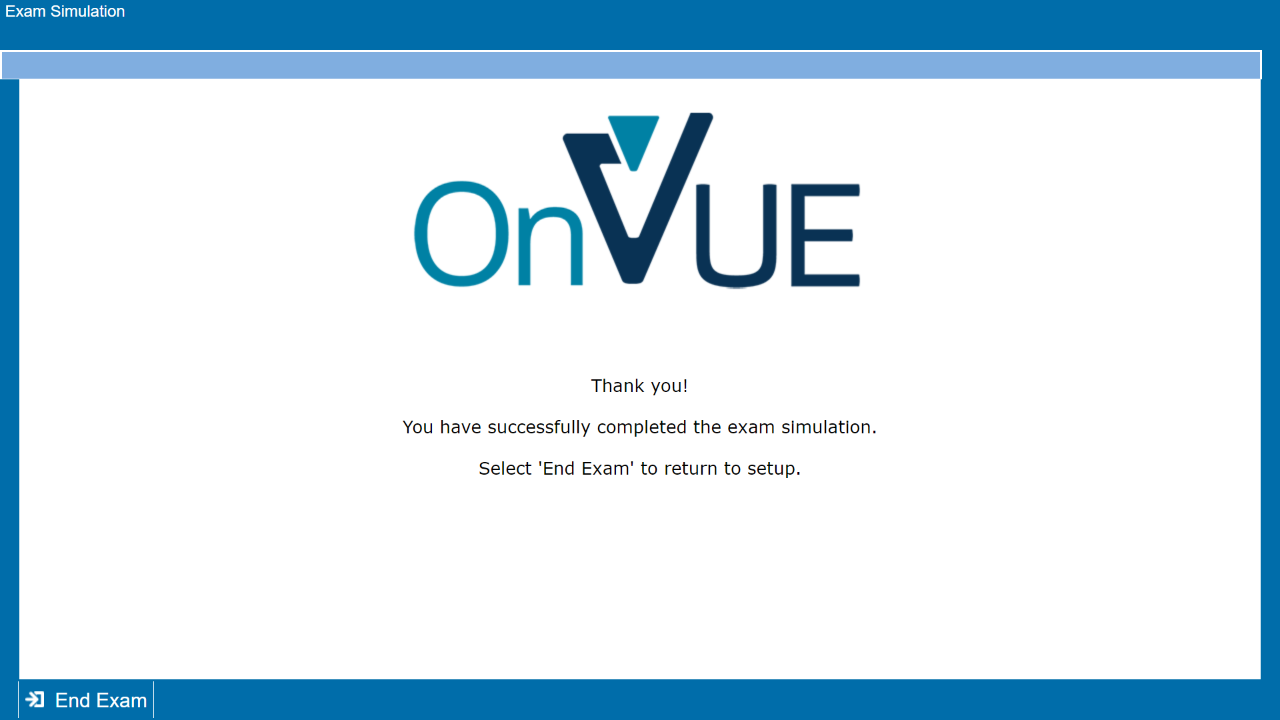 Exam Simulation
OnVUE
Thank you!
You have successfully completed the exam simulation.
Select 'End Exam' to return to setup.
End Exam